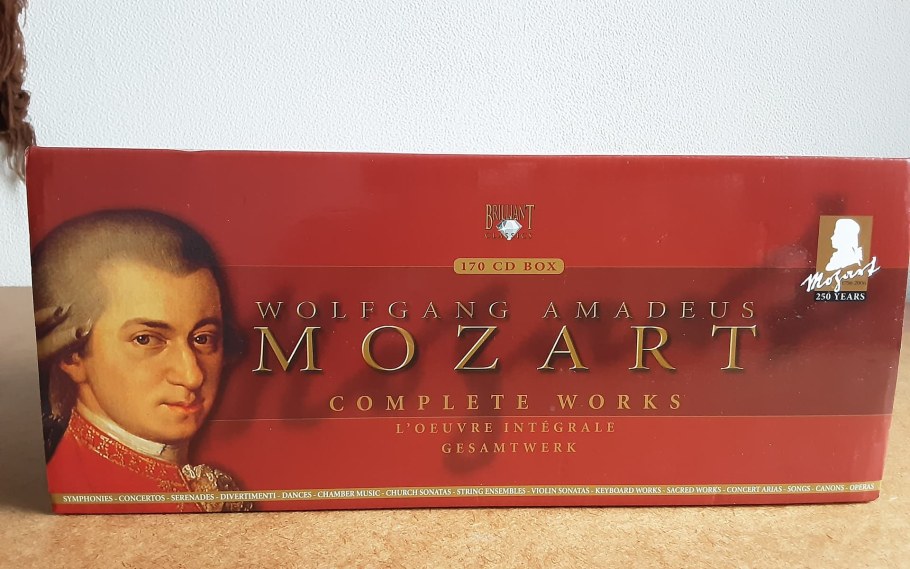 BRILLIANT
CLASSICS
170 CD BOX
Mozart
1756-2006
250 YEARS
WOLFGANG AMADEUS
MOZART
COMPLETE WORKS
L'OEUVRE INTÉGRALE
GESAMTWERK
SYMPHONIES - CONCERTOS - SERENADES - DIVERTIMENTI - DANCES - CHAMBER MUSIC - CHURCH SONATAS - STRING ENSEMBLES - VIOLIN SONATAS - KEYBOARD WORKS - SACRED WORKS - CONCERT ARIAS - SONGS - CANONS - OPERAS